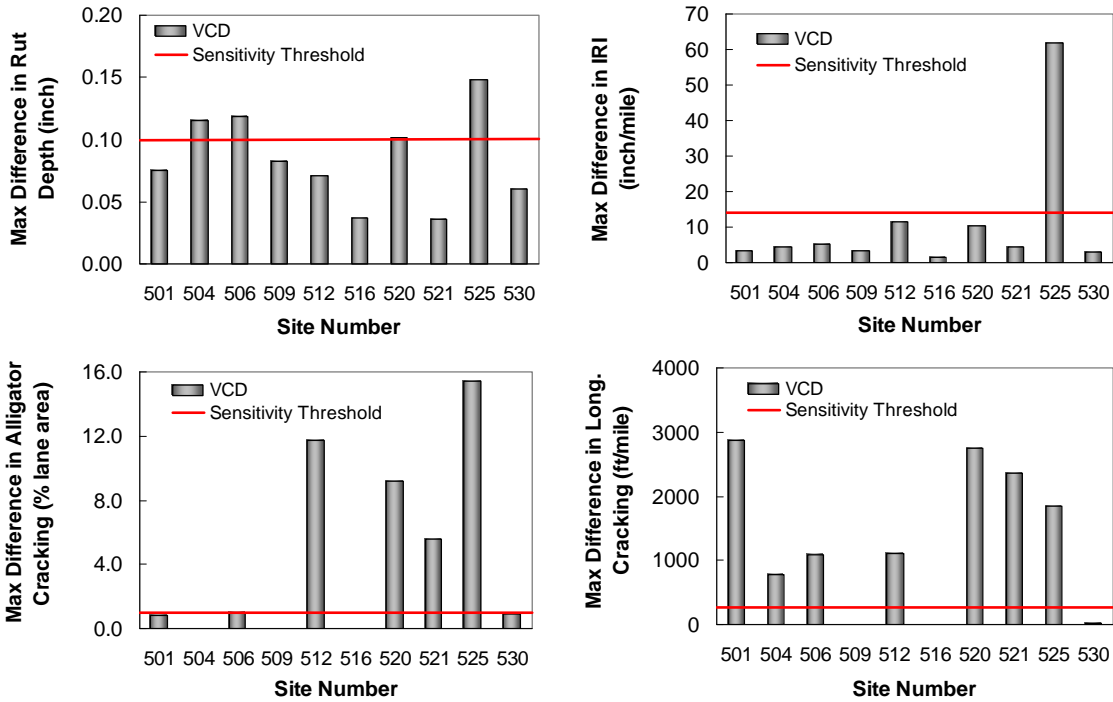 Max Difference in Rut
Depth (inch)
0.20
0.15
0.10
0.05
0.00
VCD
Sensitivity Threshold
501 504 506 509 512 516 520 521 525 530
Site Number
Max Difference in IRI
(inch/mile)
70
60
50
40
30
20
10
0
VCD
Sensitivity Threshold
501 504 506 509 512 516 520 521 525 530
Site Number
Max Difference in Alligator
Cracking (% lane area)
16.0
12.0
8.0
4.0
0.0
VCD
Sensitivity Threshold
501 504 506 509 512 516 520 521 525 530
Site Number
Max Difference in Long.
Cracking (ft/mile)
4000
3000
2000
1000
0
VCD
Sensitivity Threshold
501 504 506 509 512 516 520 521 525 530
Site Number